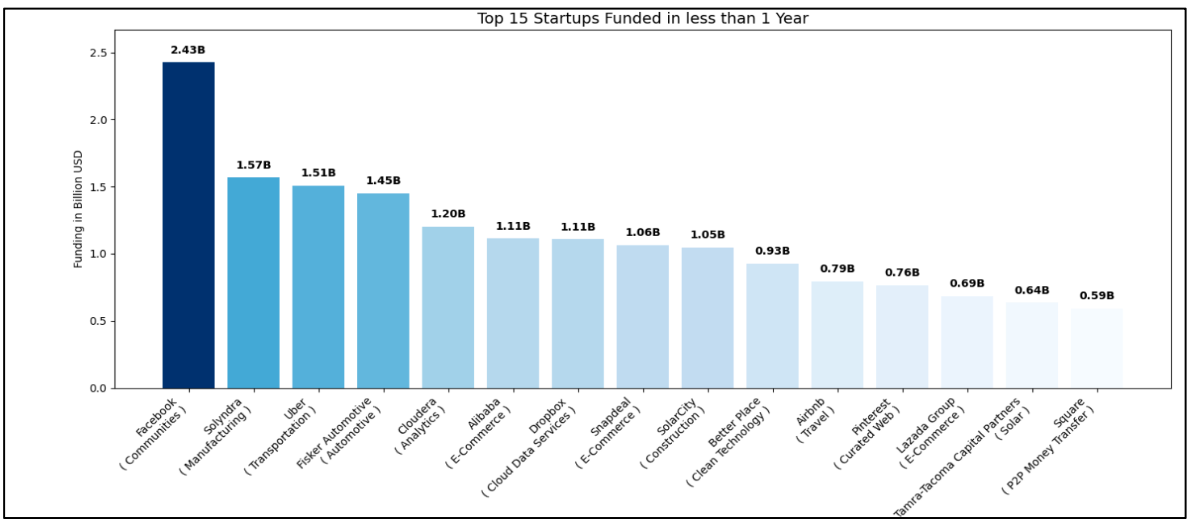 Top 15 Startups Funded in less than 1 Year
Funding in Billion USD
2.5
2.0
1.5
1.0
0.5
0.0
2.43B
1.57B
1.51B
1.45B
1.20B
1.11B
1.11B
1.06B
1.05B
0.93B
0.79B
0.76B
0.69B
0.64B
0.59B
Facebook
( Communities )
Solyndra
( Manufacturing )
Uber
( Transportation )
Fisker Automotive
( Automotive )
Cloudera
( Analytics )
Alibaba
( E-Commerce )
Dropbox
( Cloud Data Services )
Snapdeal
( E-Commerce )
SolarCity
( Construction )
Better Place
( Clean Technology )
Airbnb
( Travel )
Pinterest
( Curated Web )
Lazada Group
( E-Commerce )
Tamra-Tacoma Capital Partners
( Solar )
Square
( P2P Money Transfer )